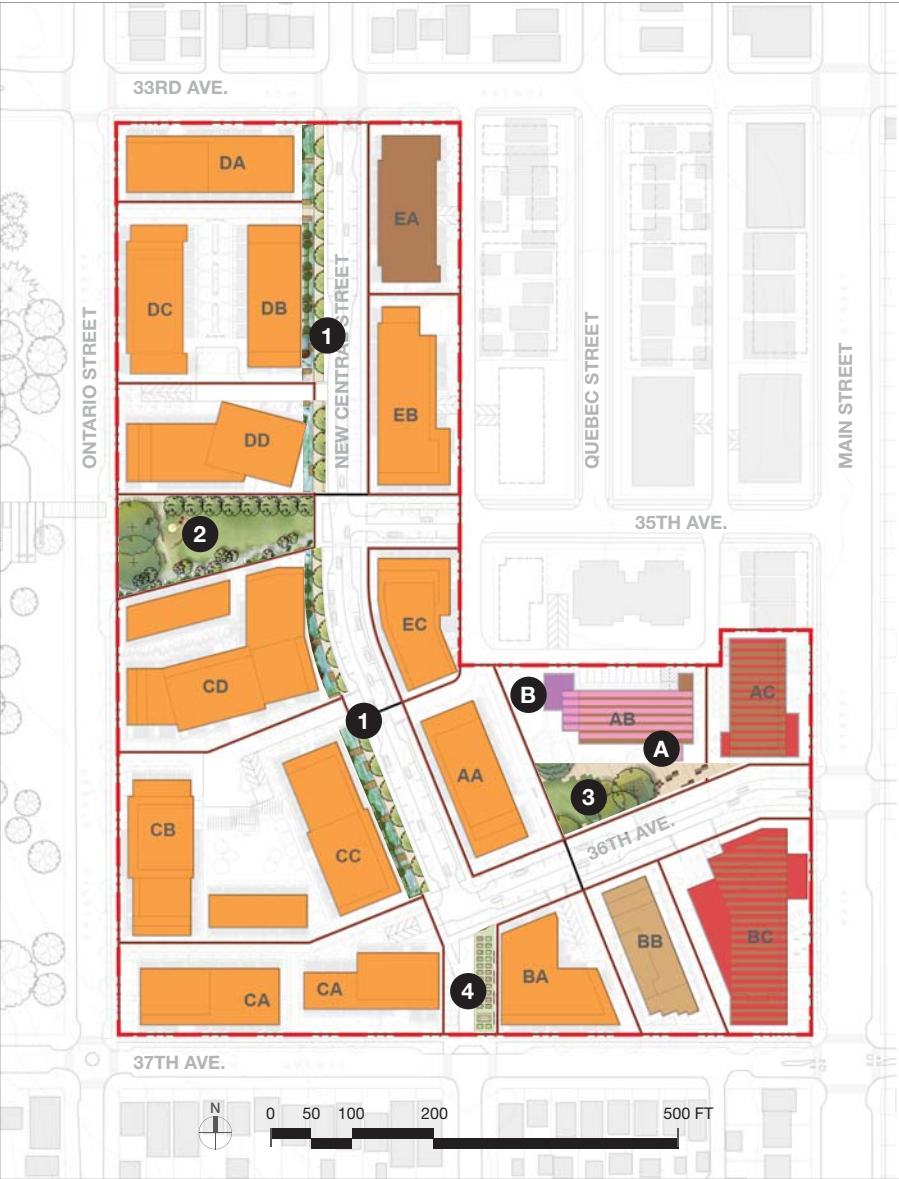 33RD AVE.
DA
EA
DC
DB
ONTARIO STREET
1
NEW CENTRAL STREET
QUEBEC STREET
MAIN STREET
EB
DD
2
35TH AVE.
EC
CD
B
AB
AC
A
1
AA
3
36TH AVE.
CB
CC
BB
BC
BA
CA
CA
4
37TH AVE.
N
0 50 100 200 500 FT